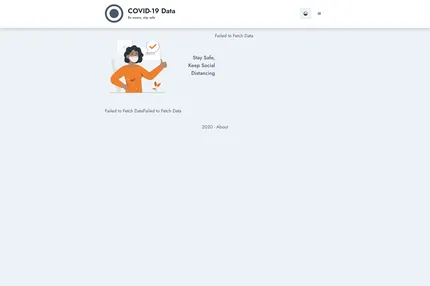 COVID-19 Data
Be aware, stay safe
Failed to Fetch Data
Stay Safe,
Keep Social
Distancing
Failed to Fetch DataFailed to Fetch Data
2020 - About